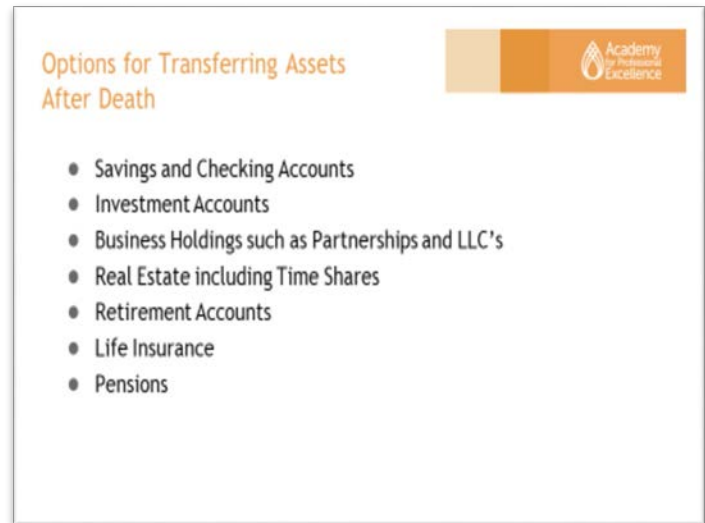 Options for Transferring Assets
After Death
Academy
for Professional
Excellence
● Savings and Checking Accounts
● Investment Accounts
● Business Holdings such as Partnerships and LLC's
● Real Estate including Time Shares
● Retirement Accounts
● Life Insurance
● Pensions